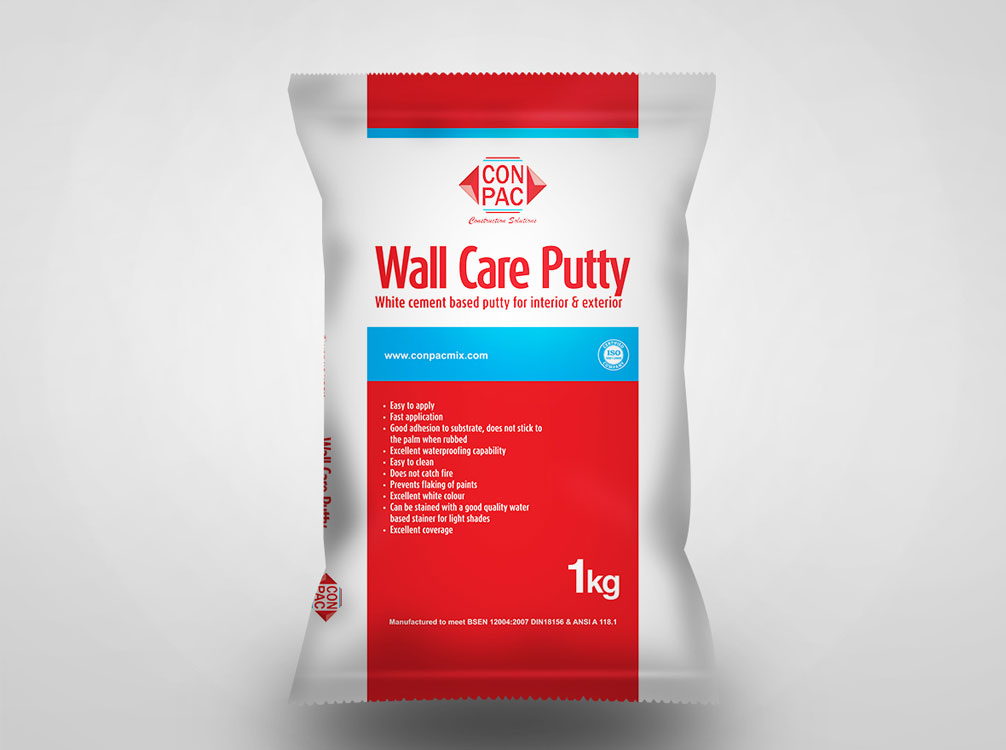 CON
PAC
Construction Solutions
Wall Care Putty
White cement based putty for interior & exterior
www.conpacmix.com
CERTIFIED
ISO
COMPANY
• Easy to apply
• Fast application
• Good adhesion to substrate, does not stick to
the palm when rubbed
• Excellent waterproofing capability
• Easy to clean
• Does not catch fire
• Prevents flaking of paints
• Excellent white colour
• Can be stained with a good quality water
based stainer for light shades
• Excellent coverage
1kg
Manufactured to meet BSEN 12004:2007 DIN18156 & ANSI A 118.1
Wall Care Putty
CON
PAC